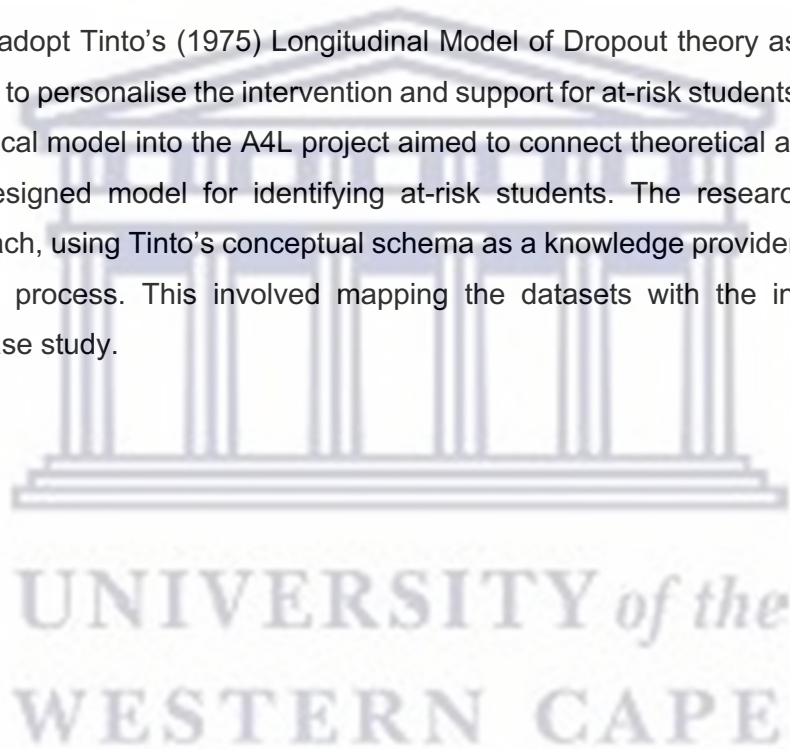 adopt Tinto’s (1975) Longitudinal Model of Dropout theory as
to personalise the intervention and support for at-risk students
ical model into the A4L project aimed to connect theoretical a
esigned model for identifying at-risk students. The researc
ach, using Tinto’s conceptual schema as a knowledge provider
process. This involved mapping the datasets with the in
ase study.
UNIVERSITY of the
WESTERN CAPE